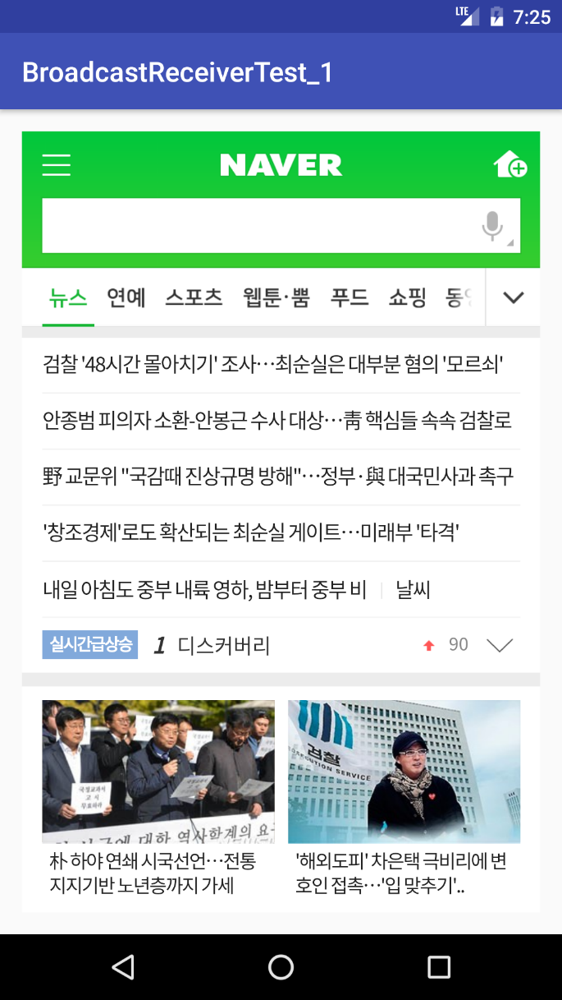 LTE 7:25
BroadcastReceiverTest_1
NAVER
뉴스 연예 스포츠 웹툰·뿜 푸드 쇼핑
검찰 '48시간 몰아치기' 조사…최순실은 대부분 혐의 '모르쇠'
안종범 피의자 소환-안봉근 수사 대상…靑 핵심들 속속 검찰로
野 교문위 "국감때 진상규명 방해"…정부·與 대국민사과 촉구
'창조경제'로도 확산되는 최순실 게이트…미래부 '타격'
내일 아침도 중부 내륙 영하, 밤부터 중부 비 | 날씨
실시간급상승 1 디스커버리 90
국정교과서
고시
무효하라
대한 역사학계의
검찰
PROSECUTION SERVICE
朴 하야 연쇄 시국선언…전통
지지기반 노년층까지 가세
'해외도피' 차은택 극비리에 변
호인 접촉…'입 맞추기'..